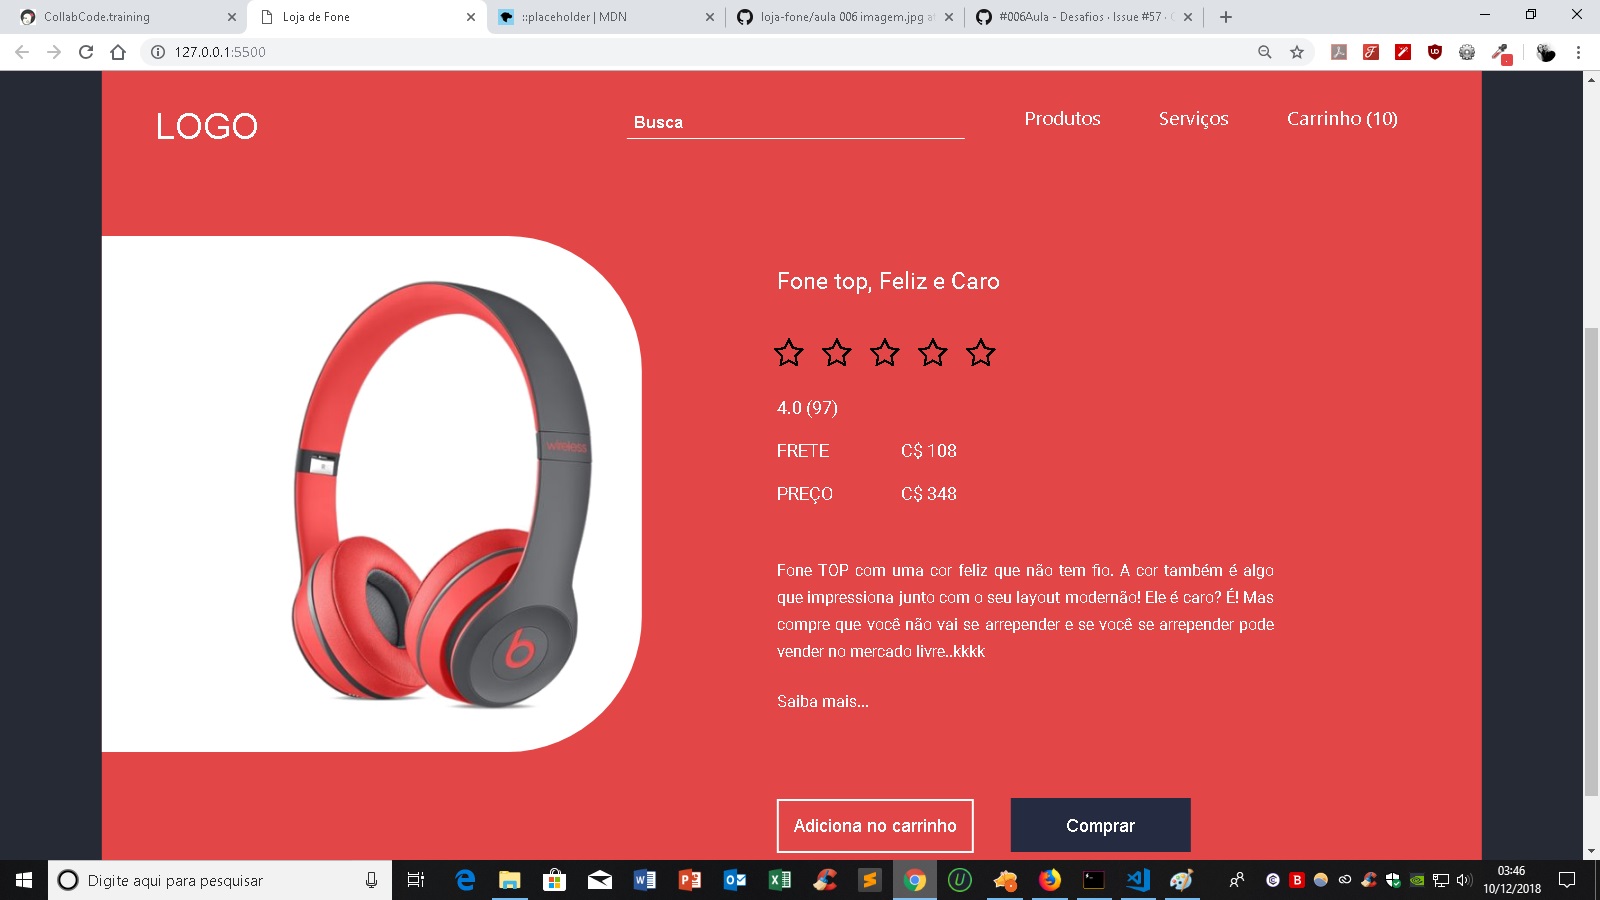 CollabCode.training
Loja de Fone
::placeholder | MDN
loja-fone/aula 006 imagem.jpg at
#006Aula - Desafios · Issue #57 ·
127.0.0.1:5500
LOGO
Busca
Produtos
Serviços
Carrinho (10)
Fone top, Feliz e Caro
4.0 (97)
FRETE C$ 108
PREÇO C$ 348
wireless
b
Fone TOP com uma cor feliz que não tem fio. A cor também é algo
que impressiona junto com o seu layout modernão! Ele é caro? É! Mas
compre que você não vai se arrepender e se você se arrepender pode
vender no mercado livre..kkkk
Saiba mais...
Adiciona no carrinho
Comprar
Digite aqui para pesquisar
03:46
10/12/2018